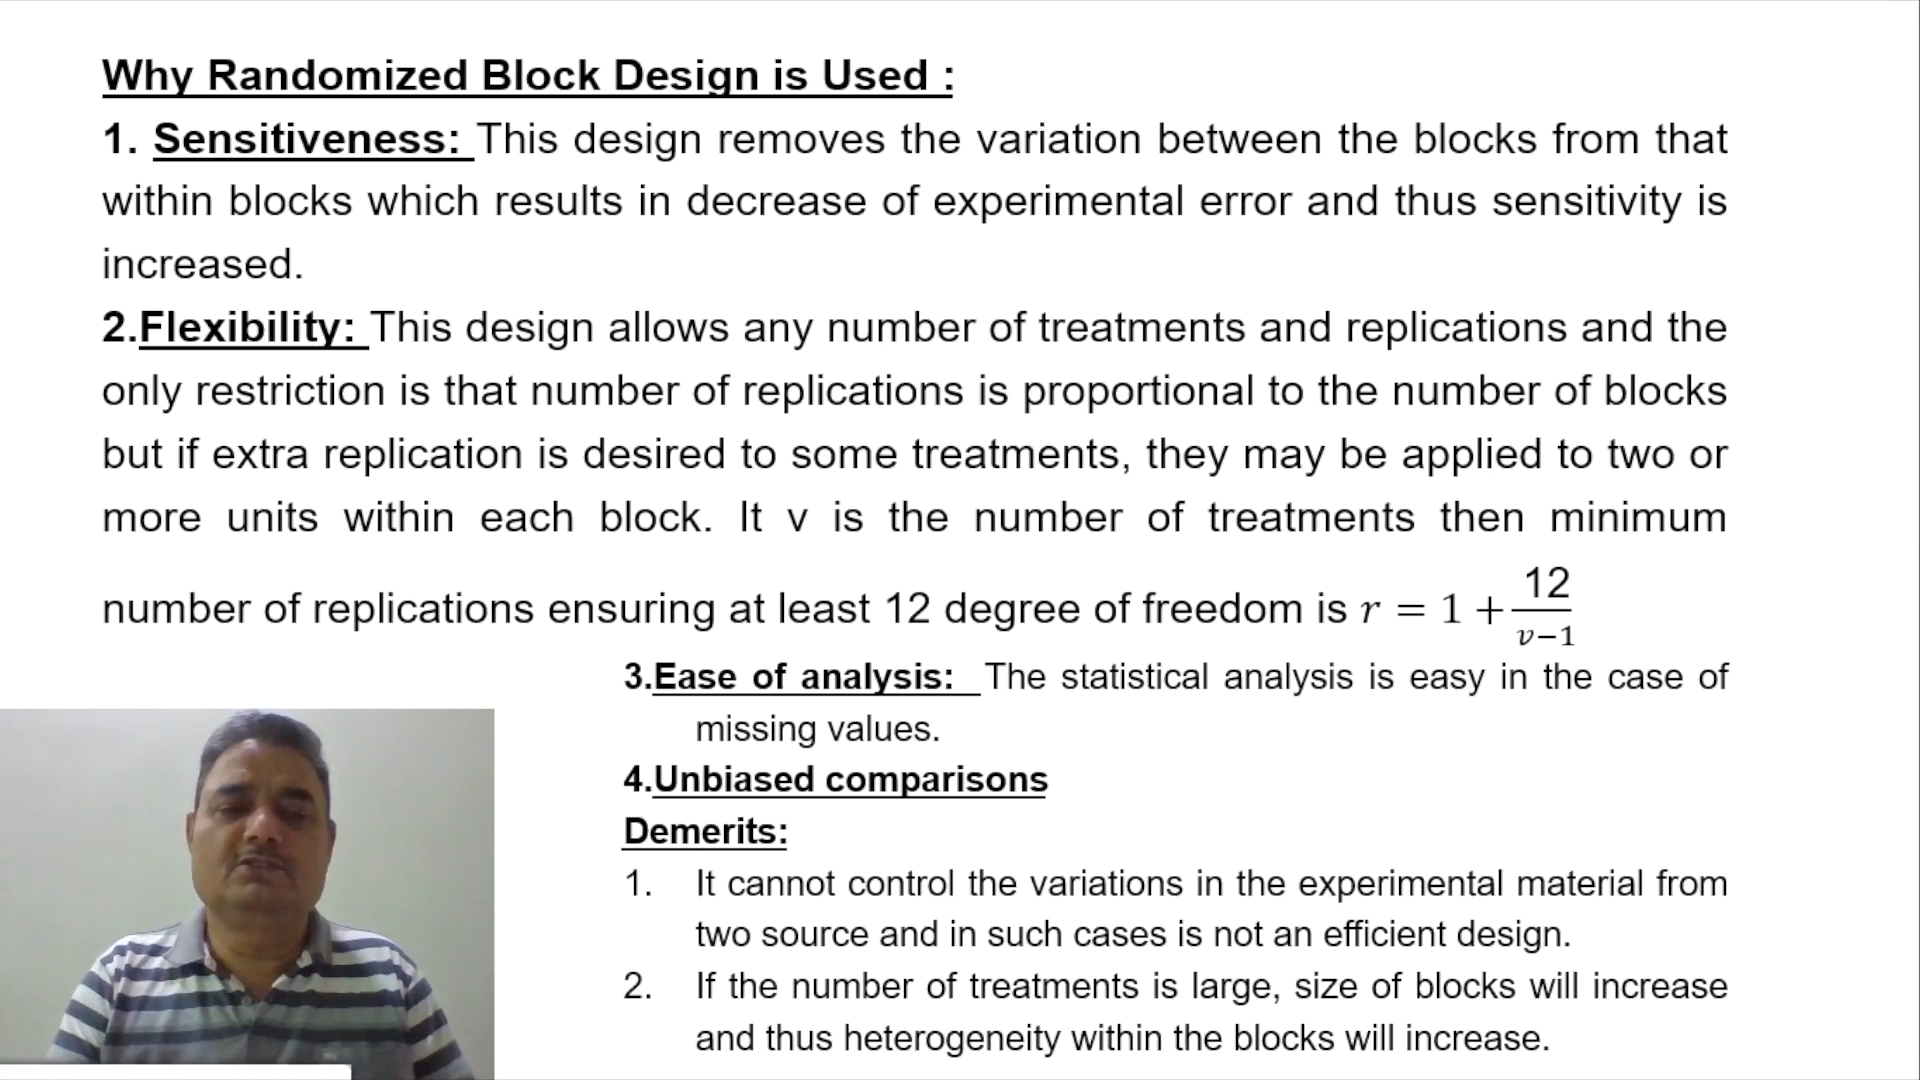 Why Randomized Block Design is Used :
1. Sensitiveness: This design removes the variation between the blocks from that
within blocks which results in decrease of experimental error and thus sensitivity is
increased.
2.Flexibility: This design allows any number of treatments and replications and the
only restriction is that number of replications is proportional to the number of blocks
but if extra replication is desired to some treatments, they may be applied to two or
more units within each block. It v is the number of treatments then minimum
number of replications ensuring at least 12 degree of freedom is r = 1 + 12/(v−1)
3.Ease of analysis: The statistical analysis is easy in the case of
missing values.
4.Unbiased comparisons
Demerits:
1. It cannot control the variations in the experimental material from
two source and in such cases is not an efficient design.
2. If the number of treatments is large, size of blocks will increase
and thus heterogeneity within the blocks will increase.